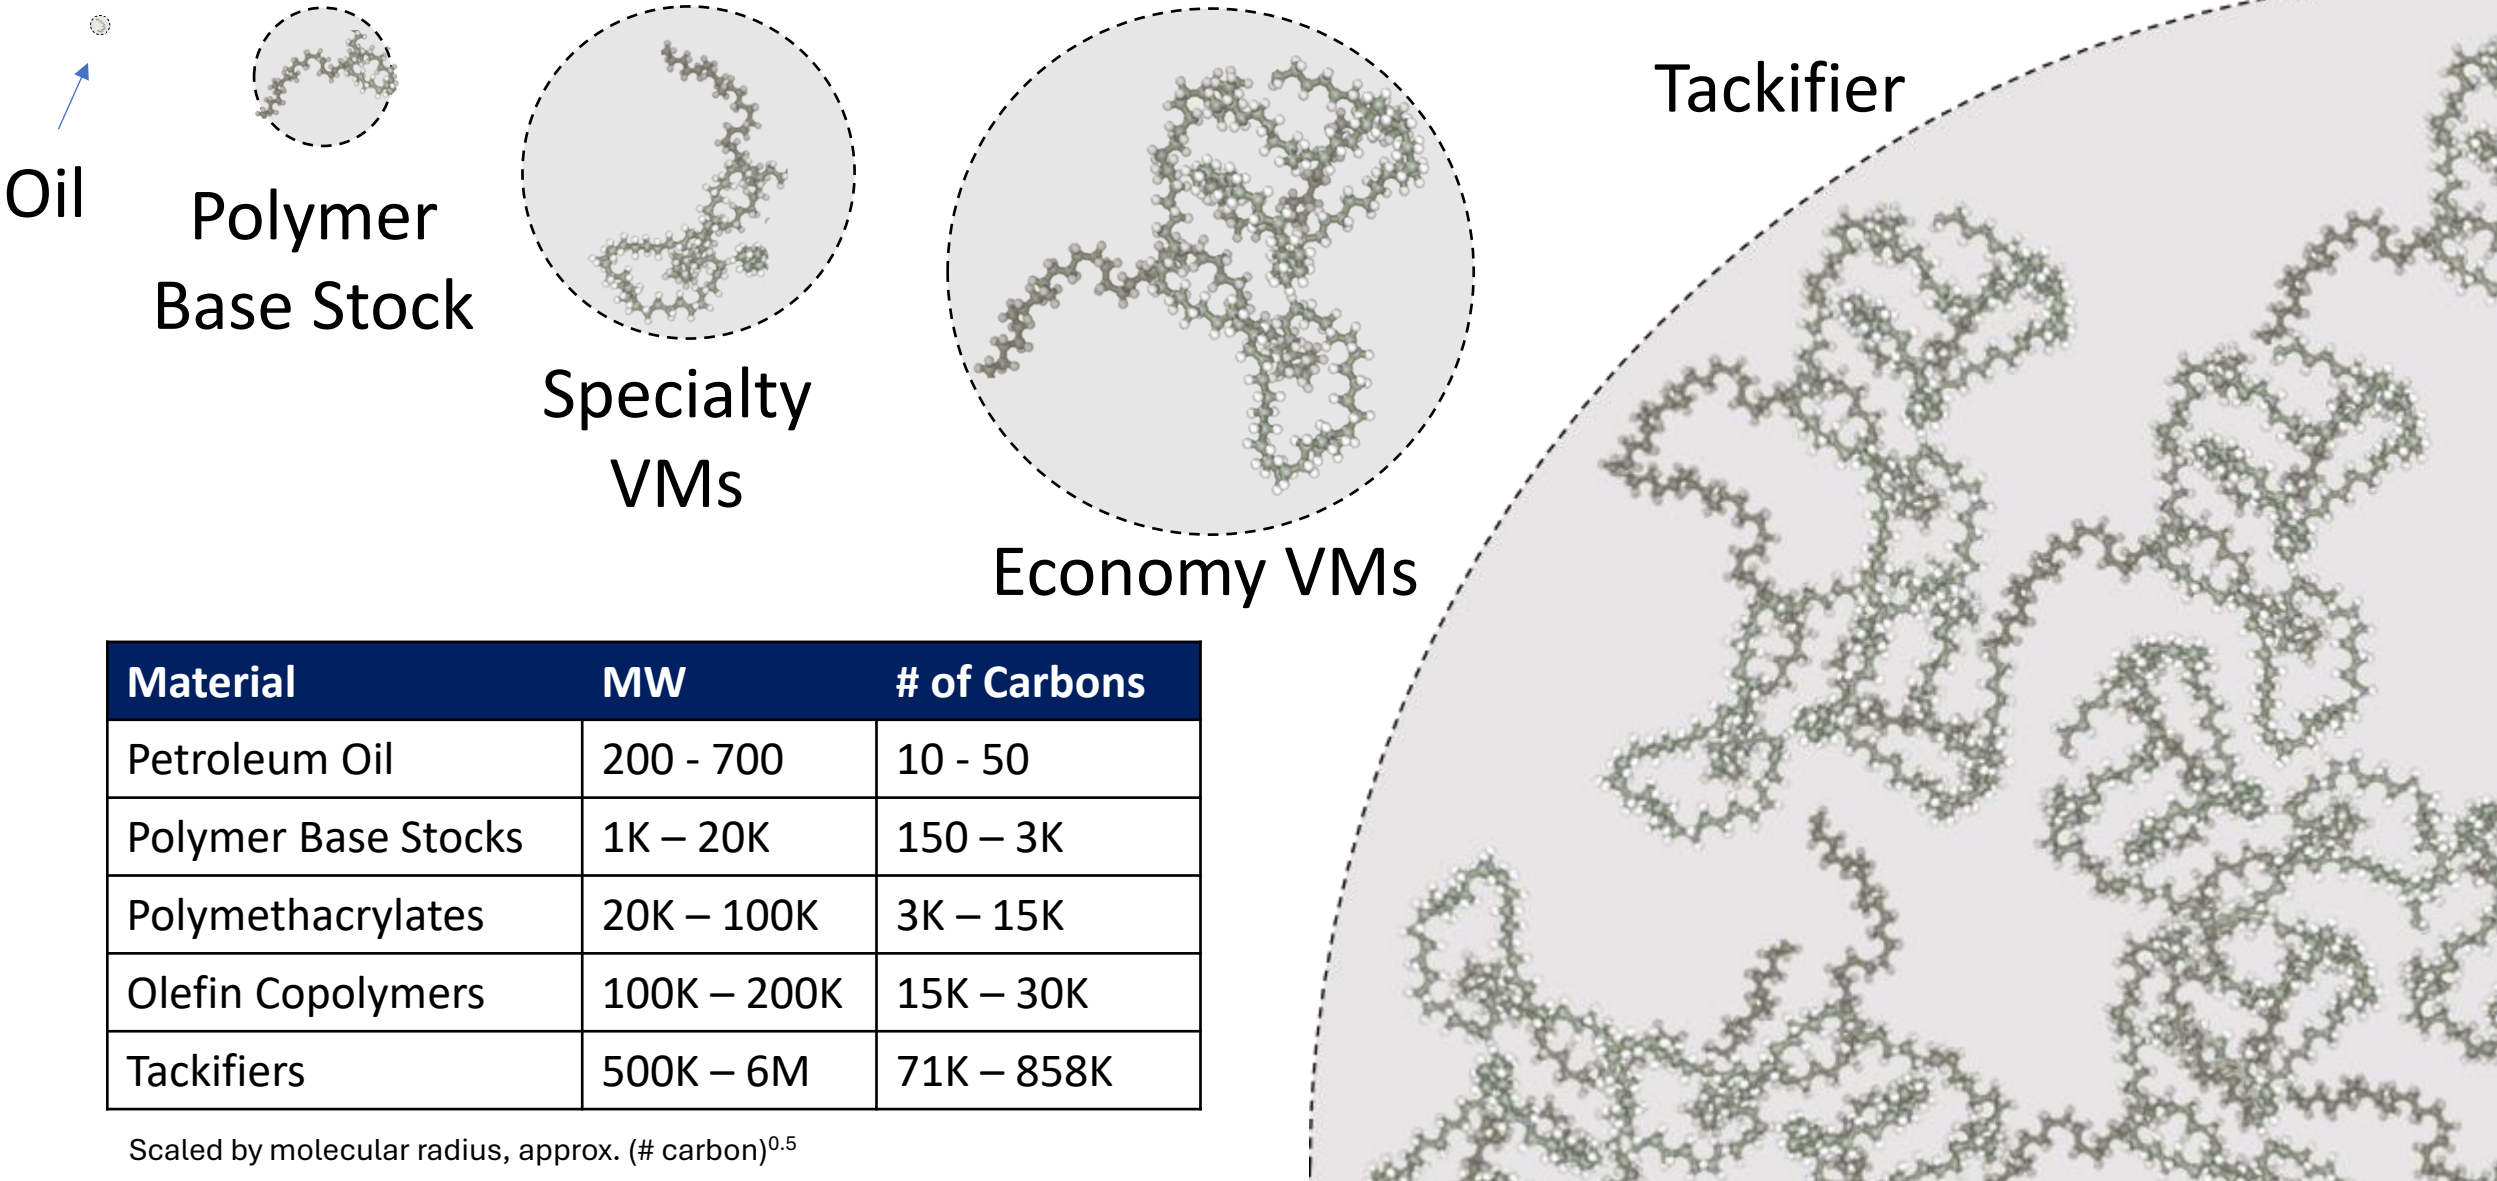 Oil
Polymer
Base Stock
Specialty
VMs
Economy VMs
Tackifier
Material MW # of Carbons
Petroleum Oil 200 - 700 10 - 50
Polymer Base Stocks 1K – 20K 150 – 3K
Polymethacrylates 20K – 100K 3K – 15K
Olefin Copolymers 100K – 200K 15K – 30K
Tackifiers 500K – 6M 71K – 858K
Scaled by molecular radius, approx. (# carbon)⁰·⁵